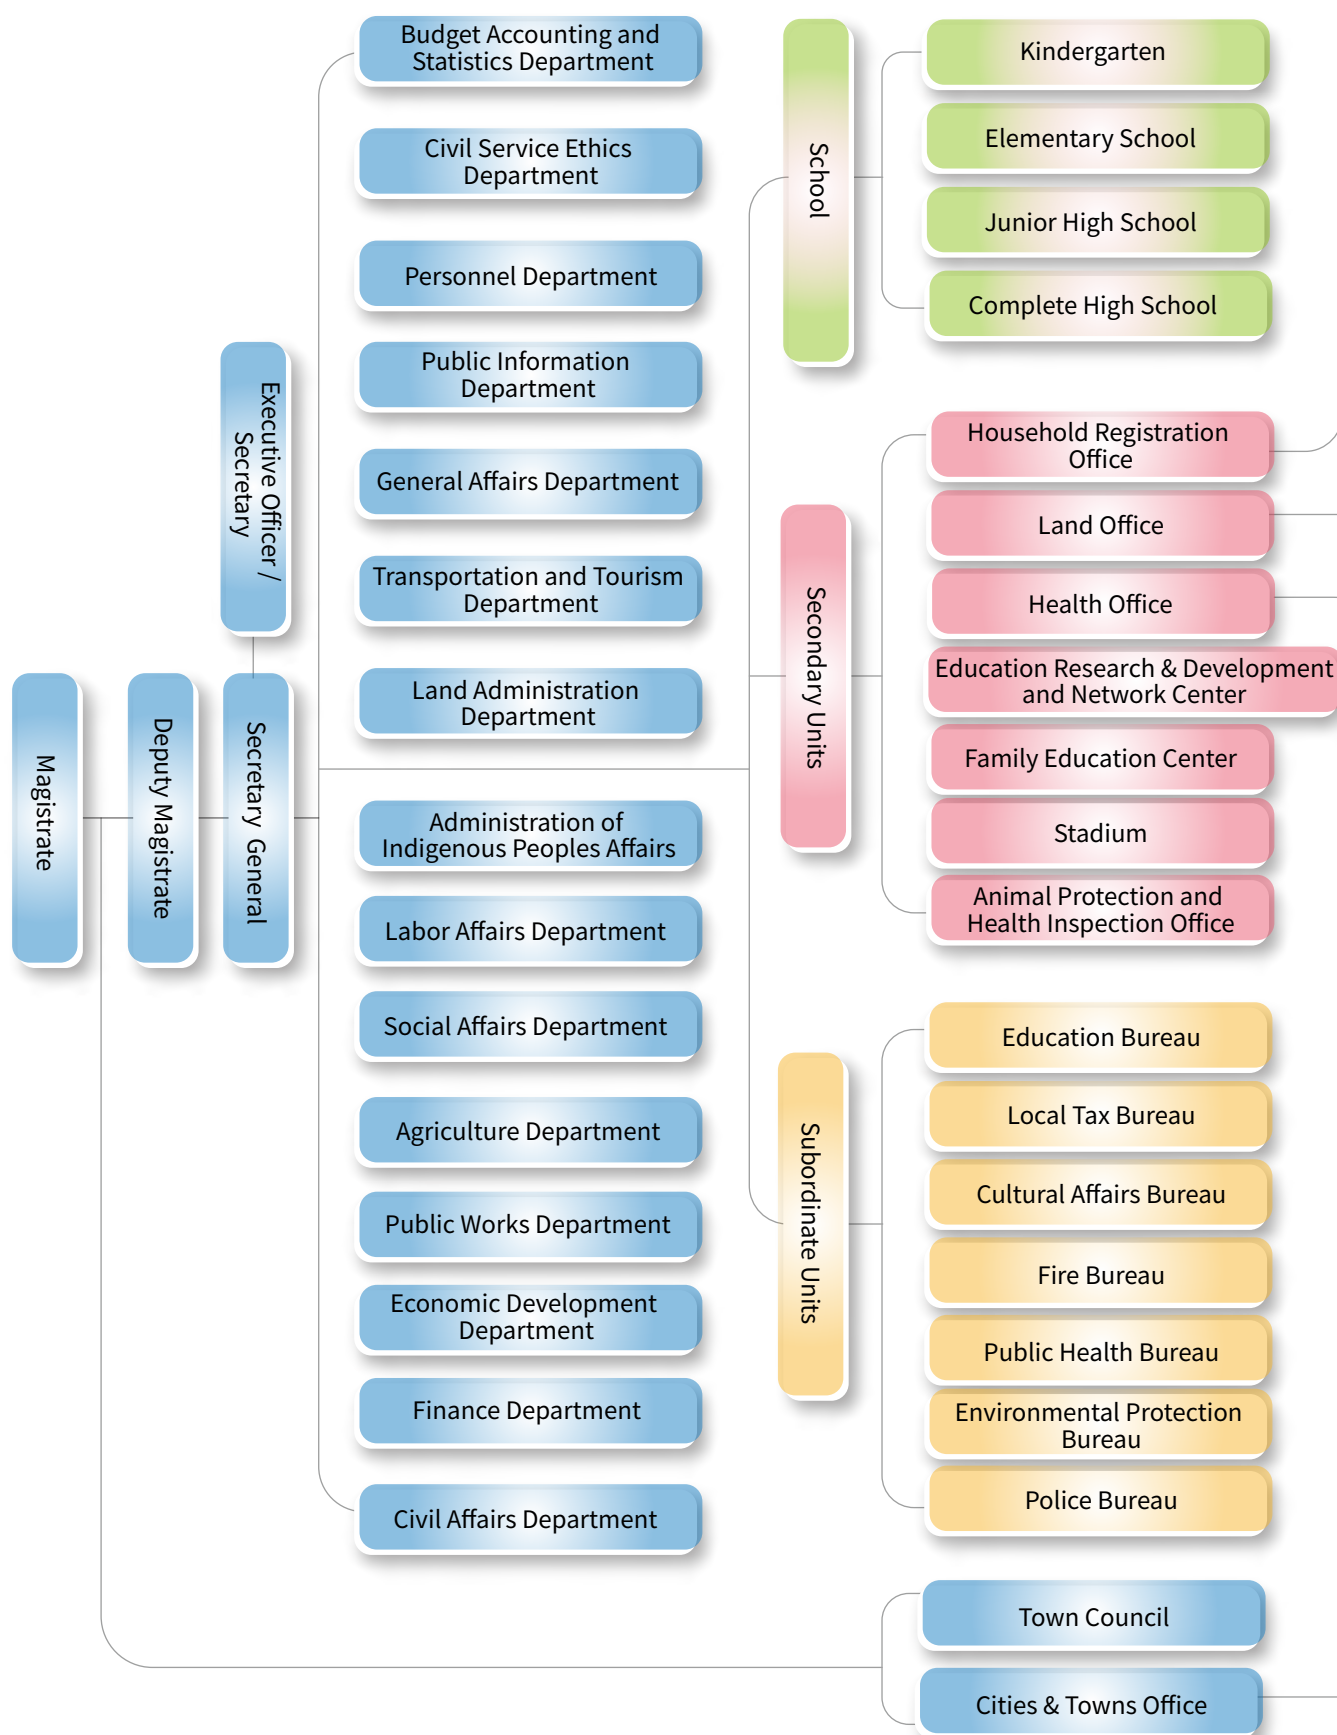 Magistrate
Deputy Magistrate
Secretary General
Executive Officer /
Secretary
Budget Accounting and
Statistics Department
Civil Service Ethics
Department
Personnel Department
Public Information
Department
General Affairs Department
Transportation and Tourism
Department
Land Administration
Department
Administration of
Indigenous Peoples Affairs
Labor Affairs Department
Social Affairs Department
Agriculture Department
Public Works Department
Economic Development
Department
Finance Department
Civil Affairs Department
School
Kindergarten
Elementary School
Junior High School
Complete High School
Secondary Units
Household Registration
Office
Land Office
Health Office
Education Research & Development
and Network Center
Family Education Center
Stadium
Animal Protection and
Health Inspection Office
Subordinate Units
Education Bureau
Local Tax Bureau
Cultural Affairs Bureau
Fire Bureau
Public Health Bureau
Environmental Protection
Bureau
Police Bureau
Town Council
Cities & Towns Office